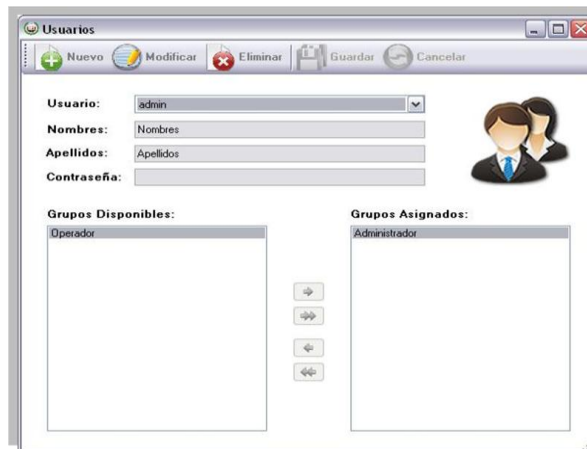 Usuarios
Nuevo Modificar Eliminar Guardar Cancelar
Usuario: admin
Nombres: Nombres
Apellidos: Apellidos
Contraseña:
Grupos Disponibles: Grupos Asignados:
Operador Administrador